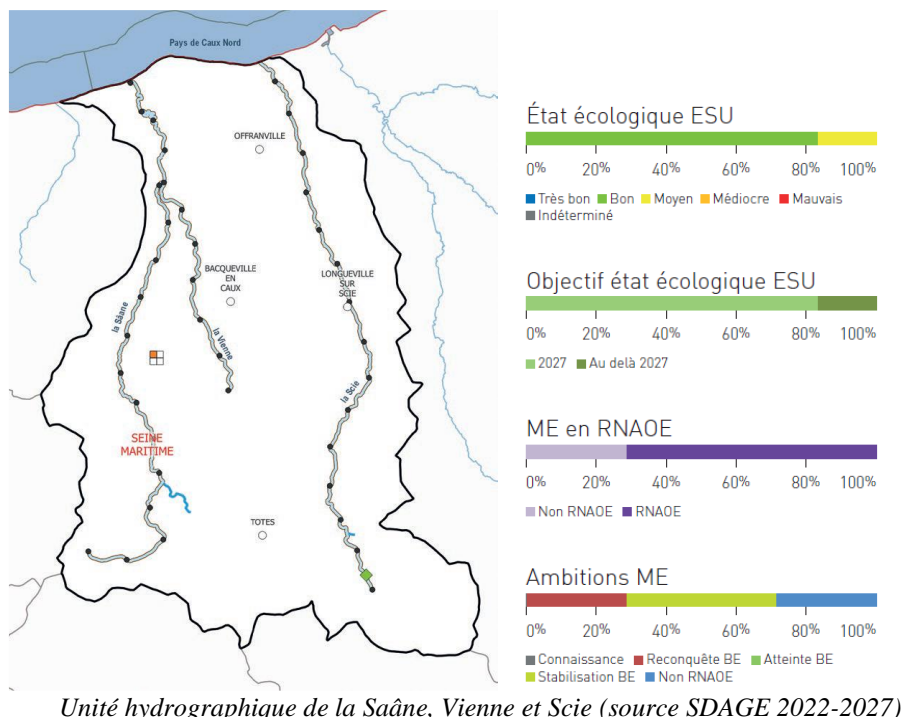 Pays de Caux Nord
OFFRANVILLE
BACQUEVILLE
EN
CAUX
LONGUEVILLE
SUR
SCIE
la Sâane
la Vienne
la Scie
SEINE
MARITIME
TOTES
État écologique ESU
0% 20% 40% 60% 80% 100%
Très bon Bon Moyen Médiocre Mauvais
Indéterminé
Objectif état écologique ESU
0% 20% 40% 60% 80% 100%
2027 Au delà 2027
ME en RNAOE
0% 20% 40% 60% 80% 100%
Non RNAOE RNAOE
Ambitions ME
0% 20% 40% 60% 80% 100%
Connaissance Reconquête BE Atteinte BE
Stabilisation BE Non RNAOE
Unité hydrographique de la Saâne, Vienne et Scie (source SDAGE 2022-2027)